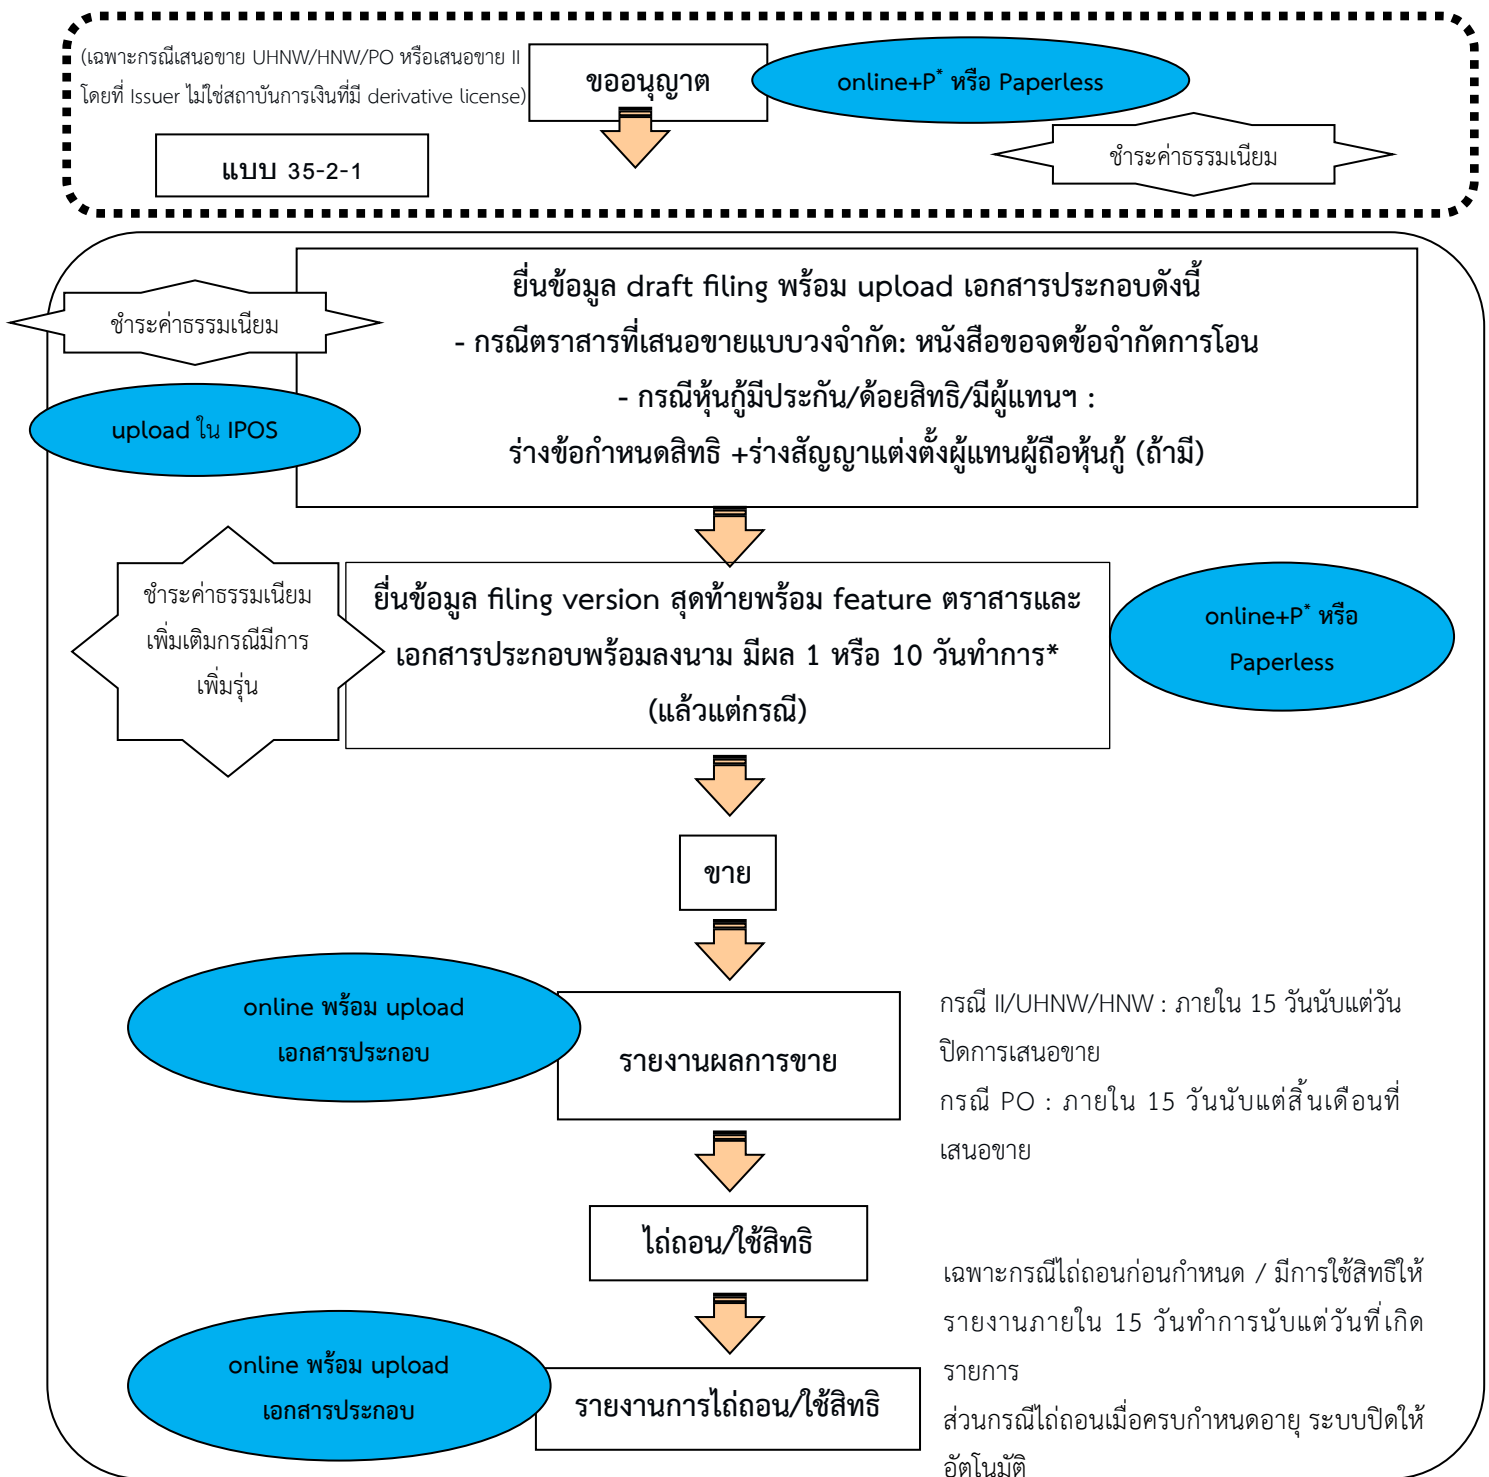 (เฉพาะกรณีเสนอขาย UHNW/HNW/PO หรือเสนอขาย II
โดยที่ Issuer ไม่ใช่สถาบันการเงินที่มี derivative license)
ขออนุญาต
online+P* หรือ Paperless
แบบ 35-2-1
ชำระค่าธรรมเนียม
ยื่นข้อมูล draft filing พร้อม upload เอกสารประกอบดังนี้
- กรณีตราสารที่เสนอขายแบบวงจำกัด: หนังสือขอจดข้อจำกัดการโอน
- กรณีหุ้นกู้มีประกัน/ด้อยสิทธิ/มีผู้แทนฯ :
ร่างข้อกำหนดสิทธิ +ร่างสัญญาแต่งตั้งผู้แทนผู้ถือหุ้นกู้ (ถ้ามี)
ชำระค่าธรรมเนียม
upload ใน IPOS
ชำระค่าธรรมเนียม
เพิ่มเติมกรณีมีการ
เพิ่มรุ่น
ยื่นข้อมูล filing version สุดท้ายพร้อม feature ตราสารและ
เอกสารประกอบพร้อมลงนาม มีผล 1 หรือ 10 วันทำการ*
(แล้วแต่กรณี)
online+P* หรือ
Paperless
ขาย
online พร้อม upload
เอกสารประกอบ
รายงานผลการขาย
กรณี II/UHNW/HNW : ภายใน 15 วันนับแต่วัน
ปิดการเสนอขาย
กรณี PO : ภายใน 15 วันนับแต่สิ้นเดือนที่
เสนอขาย
ไถ่ถอน/ใช้สิทธิ
online พร้อม upload
เอกสารประกอบ
รายงานการไถ่ถอน/ใช้สิทธิ
เฉพาะกรณีไถ่ถอนก่อนกำหนด / มีการใช้สิทธิให้
รายงานภายใน 15 วันทำการนับแต่วันที่เกิด
รายการ
ส่วนกรณีไถ่ถอนเมื่อครบกำหนดอายุ ระบบปิดให้
อัตโนมัติ